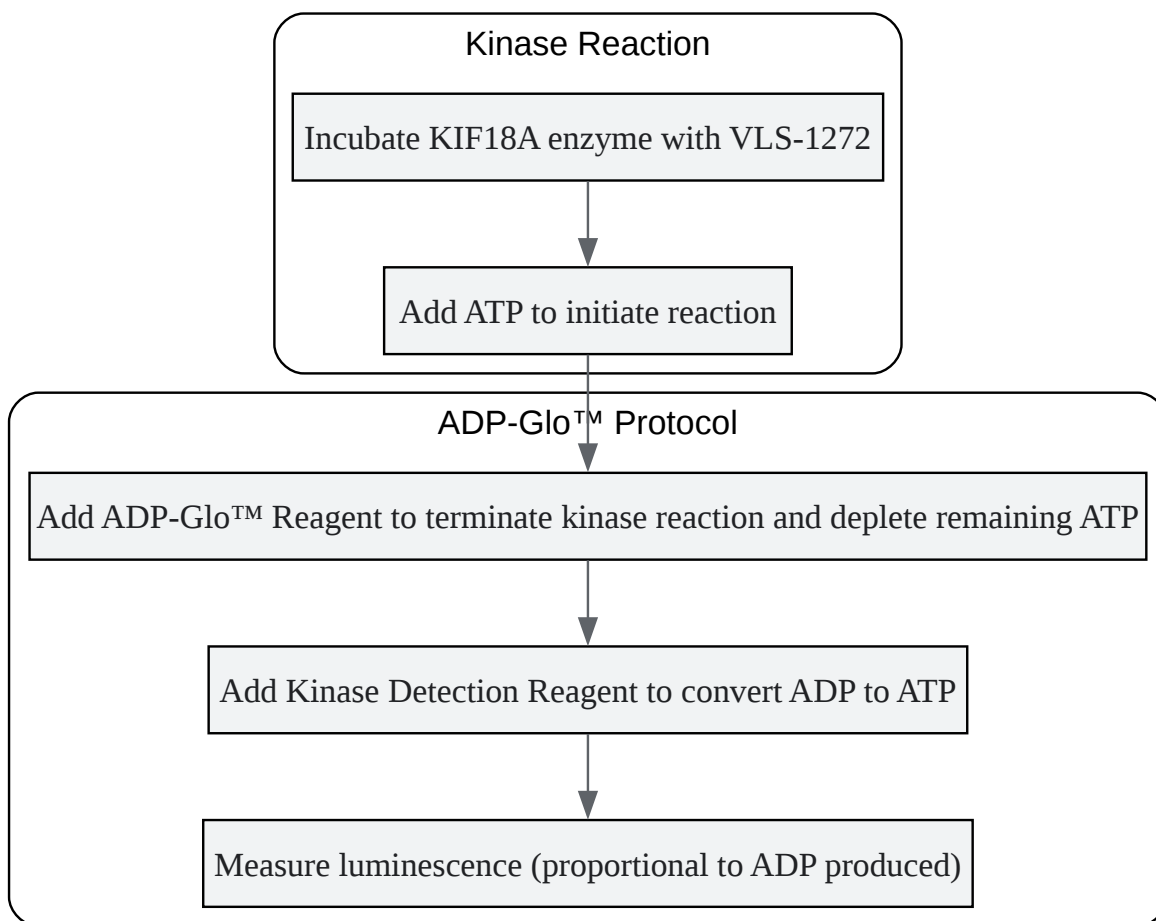 Kinase Reaction
Incubate KIF18A enzyme with VLS-1272
Add ATP to initiate reaction
ADP-Glo™ Protocol
Add ADP-Glo™ Reagent to terminate kinase reaction and deplete remaining ATP
Add Kinase Detection Reagent to convert ADP to ATP
Measure luminescence (proportional to ADP produced)